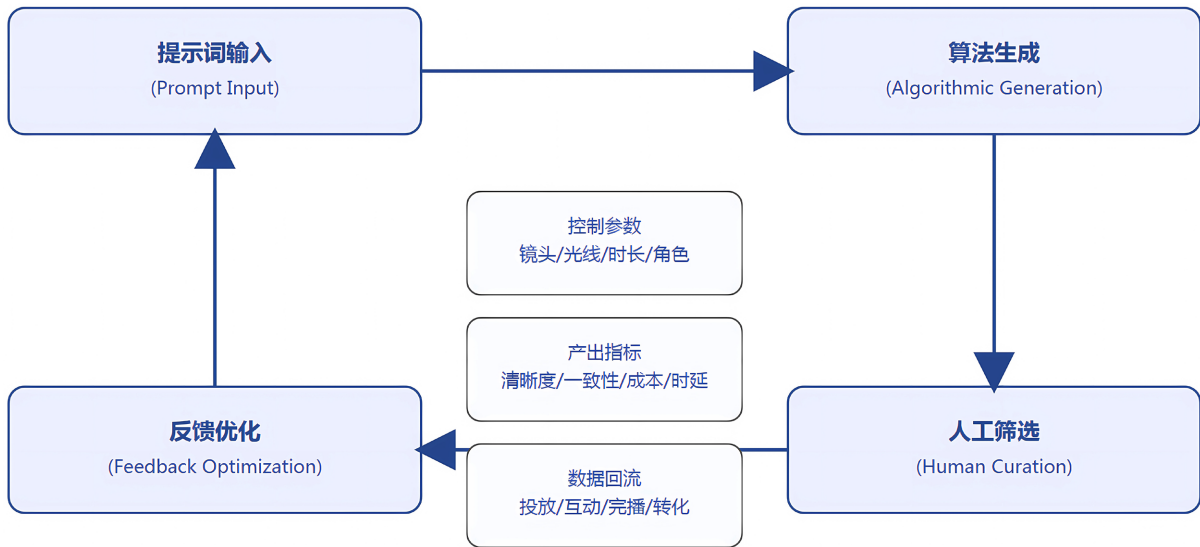 提示词输入
(Prompt Input)
算法生成
(Algorithmic Generation)
控制参数
镜头/光线/时长/角色
产出指标
清晰度/一致性/成本/时延
反馈优化
(Feedback Optimization)
人工筛选
(Human Curation)
数据回流
投放/互动/完播/转化